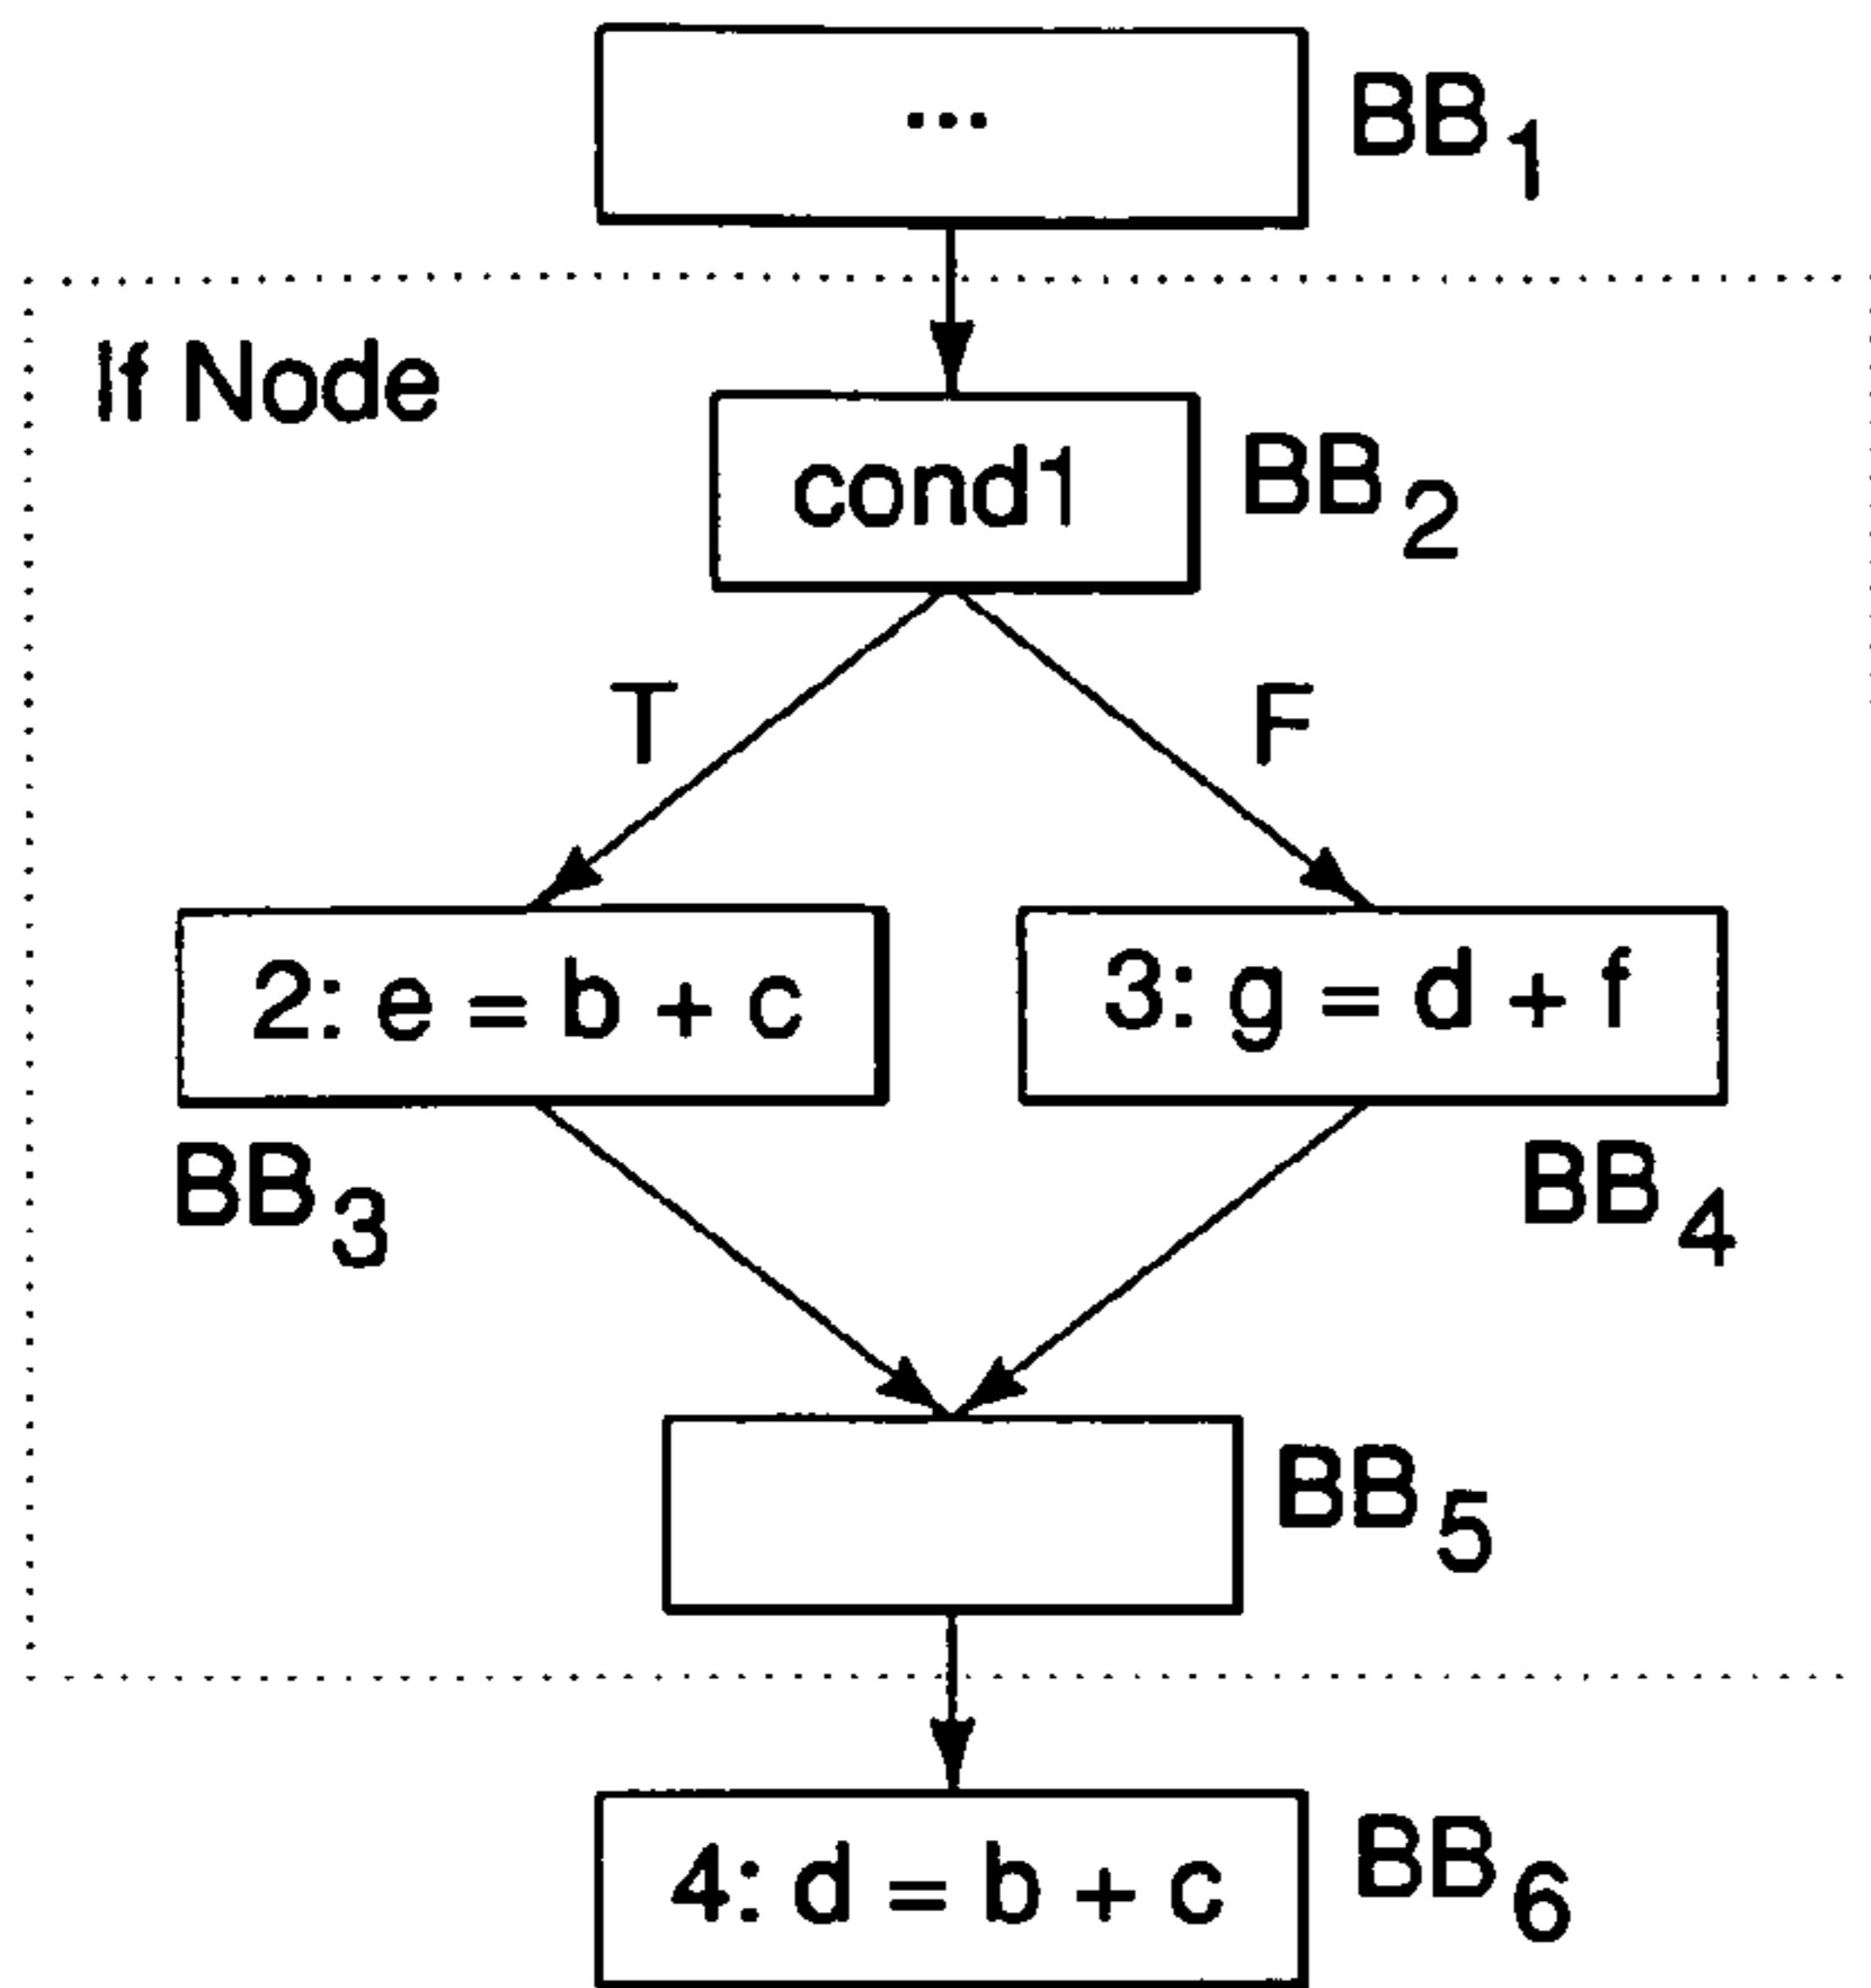 ... BB1
If Node
cond1 BB2
T F
2: e = b + c 3: g = d + f
BB3 BB4
BB5
4: d = b + c BB6